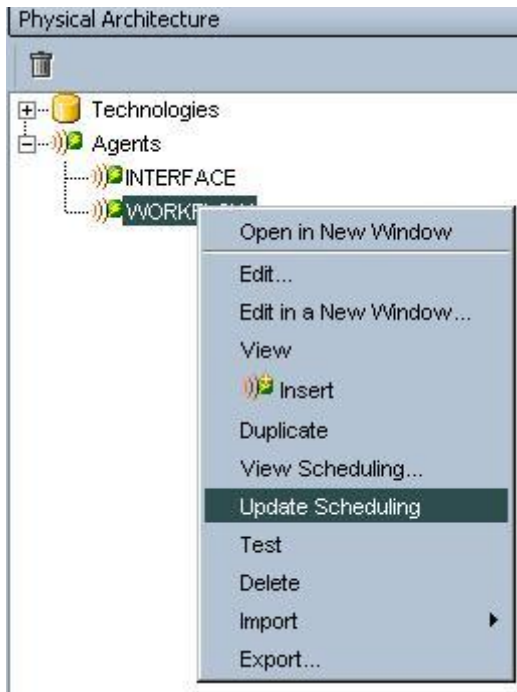 Physical Architecture
Technologies
Agents
INTERFACE
Open in New Window
Edit...
Edit in a New Window...
View
Insert
Duplicate
View Scheduling...
Update Scheduling
Test
Delete
Import
Export...